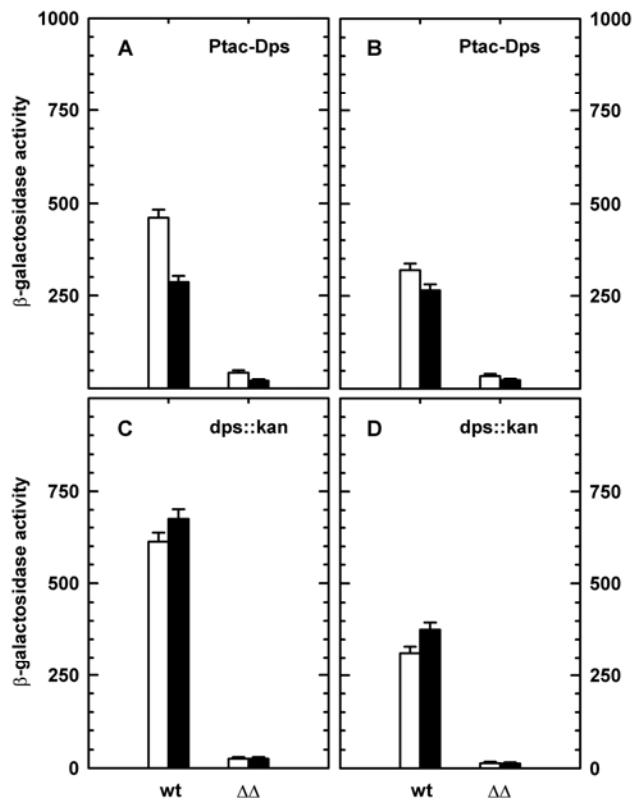 1000 A Ptac-Dps B Ptac-Dps 1000
750 750
β-galactosidase activity
500 500
250 250
C dps::kan D dps::kan
750 750
β-galactosidase activity
500 500
250 250
0 0
wt ΔΔ wt ΔΔ